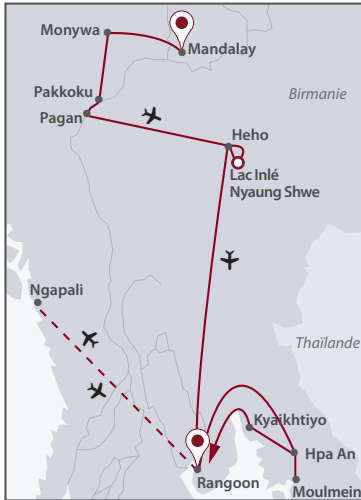 Monywa
Mandalay
Birmanie
Pakkoku
Pagan
Heho
Lac Inlé
Nyaung Shwe
Ngapali
Thaïlande
Kyaikhtiyo
Hpa An
Rangoon
Moulmein